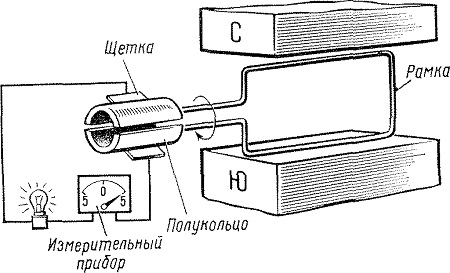 Щетка
С
Рамка
Ю
Полукольцо
5 0 5
Измерительный
прибор